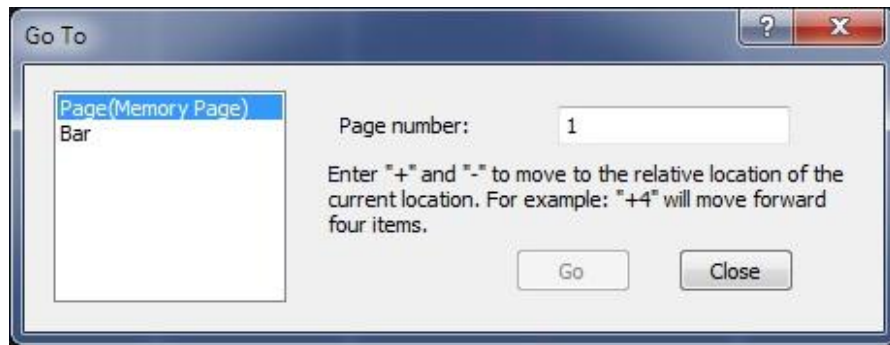 Go To
?
X
Page(Memory Page)
Bar
Page number:
1
Enter "+" and "-" to move to the relative location of the
current location. For example: "+4" will move forward
four items.
Go
Close